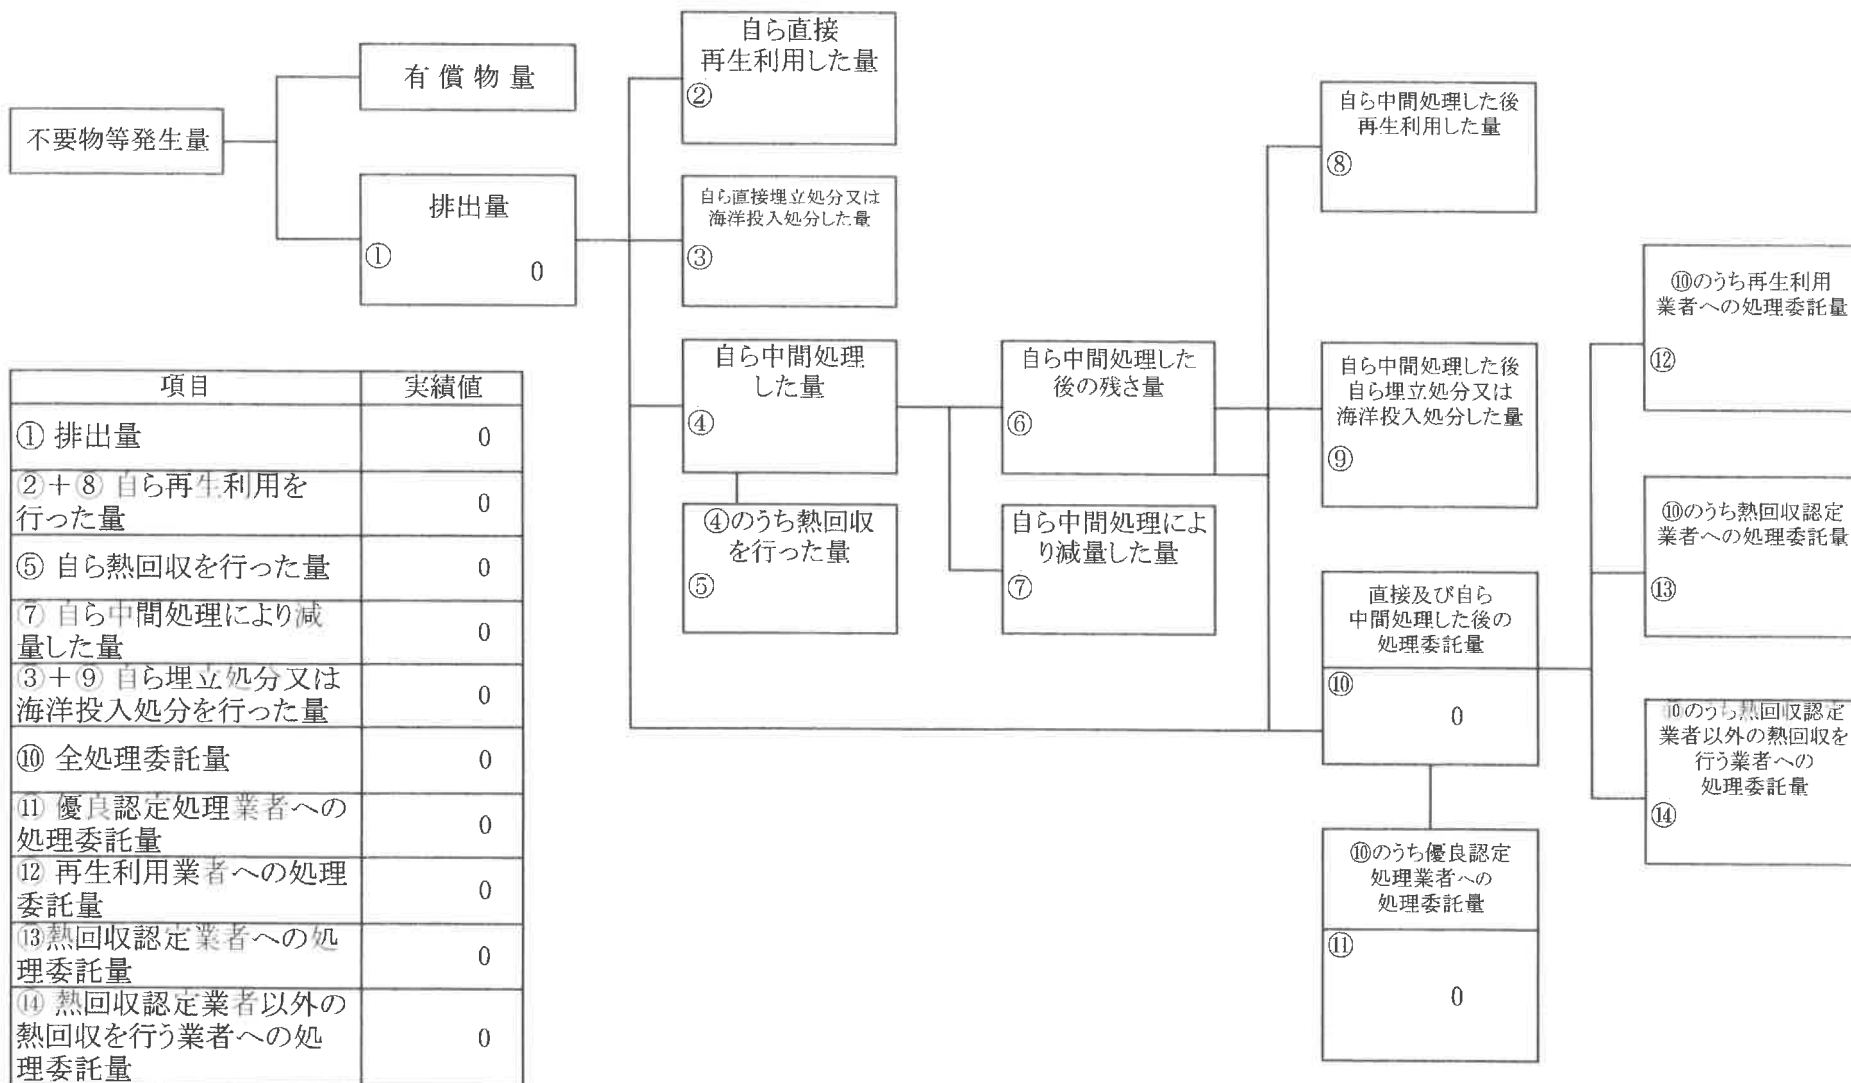 不要物等発生量
有償物量
排出量
①
0
自ら直接
再生利用した量
②
自ら直接埋立処分又は
海洋投入処分した量
③
自ら中間処理
した量
④
④のうち熱回収
を行った量
⑤
自ら中間処理した
後の残さ量
⑥
自ら中間処理によ
り減量した量
⑦
自ら中間処理した後
再生利用した量
⑧
自ら中間処理した後
自ら埋立処分又は
海洋投入処分した量
⑨
直接及び自ら
中間処理した後の
処理委託量
⑩
0
⑩のうち優良認定
処理業者への
処理委託量
⑪
0
⑩のうち再生利用
業者への処理委託量
⑫
⑩のうち熱回収認定
業者への処理委託量
⑬
⑩のうち熱回収認定
業者以外の熱回収を
行う業者への
処理委託量
⑭
項目 実績値
① 排出量 0
②+⑧ 自ら再生利用を
行った量 0
⑤ 自ら熱回収を行った量 0
⑦ 自ら中間処理により減
量した量 0
③+⑨ 自ら埋立処分又は
海洋投入処分を行った量 0
⑩ 全処理委託量 0
⑪ 優良認定処理業者への
処理委託量 0
⑫ 再生利用業者への処理
委託量 0
⑬熱回収認定業者への処
理委託量 0
⑭ 熱回収認定業者以外の
熱回収を行う業者への処
理委託量 0